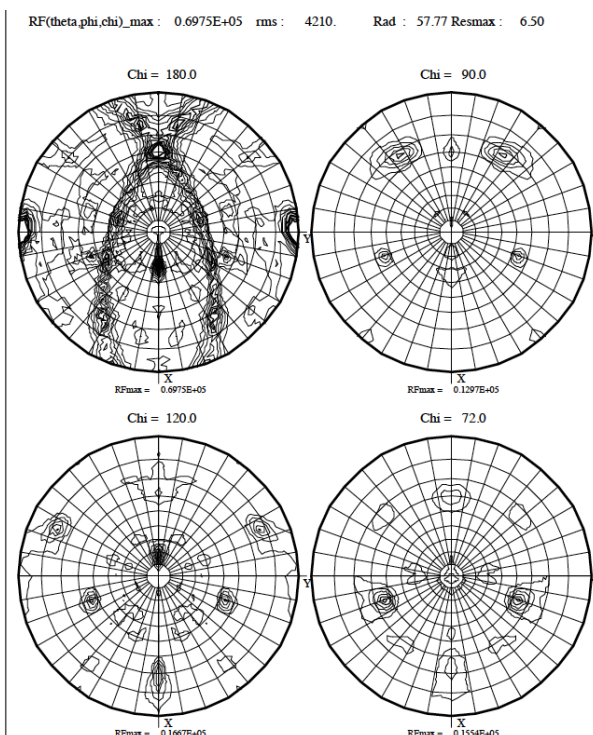 RF(theta,phi,chi)_max : 0.6975E+05 rms : 4210. Rad : 57.77 Resmax : 6.50
Chi = 180.0
Chi = 90.0
Y
X
X
RFmax = 0.6975E+05
RFmax = 0.1297E+05
Chi = 120.0
Chi = 72.0
Y
X
X
RFmax = 0.1667E+05
RFmax = 0.1554E+05